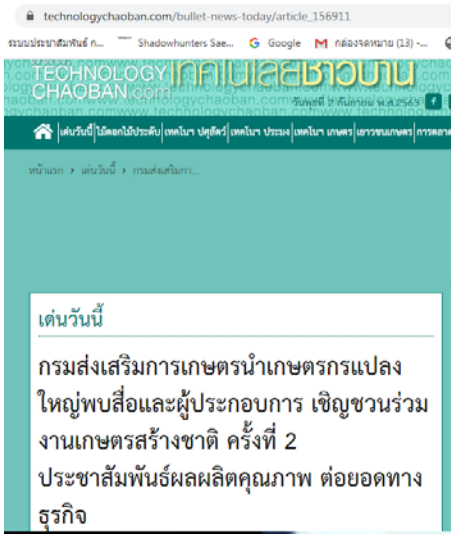 technologychaoban.com/bullet-news-today/article_156911
ระบบประชาสัมพันธ์ ก... Shadowhunters Sae... Google กล่องจดหมาย (13) -...
TECHNOLOGY เทคโนโลยีชาวบ้าน
CHAOBAN.com
วันพุธที่ 2 กันยายน พ.ศ.2563
เด่นวันนี้ ไม้ดอกไม้ประดับ เทคโนฯ ปศุสัตว์ เทคโนฯ ประมง เทคโนฯ เกษตร เยาวชนเกษตร การตลาด
หน้าแรก › เด่นวันนี้ › กรมส่งเสริมกา...
เด่นวันนี้
กรมส่งเสริมการเกษตรนำเกษตรกรแปลง
ใหญ่พบสื่อและผู้ประกอบการ เชิญชวนร่วม
งานเกษตรสร้างชาติ ครั้งที่ 2
ประชาสัมพันธ์ผลผลิตคุณภาพ ต่อยอดทาง
ธุรกิจ